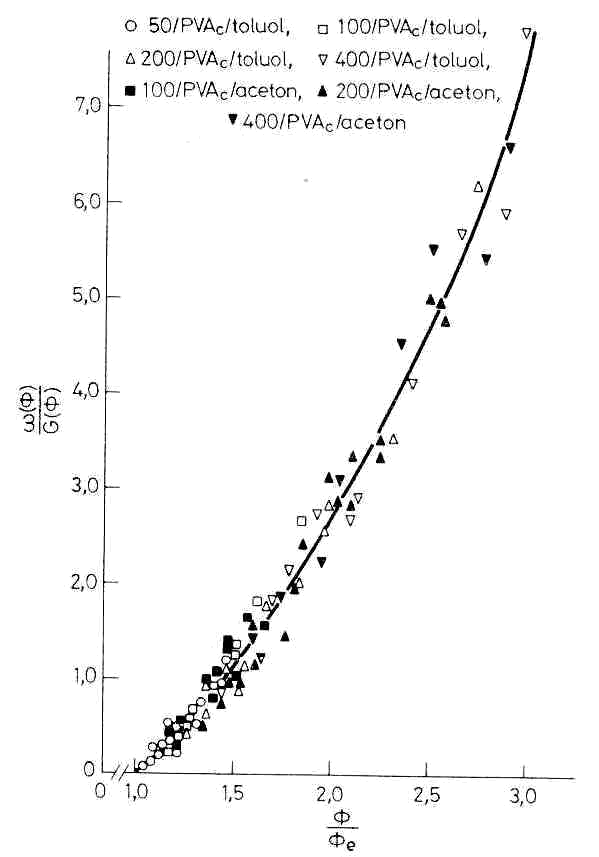 ○ 50/PVAc/toluol, □ 100/PVAc/toluol,
△ 200/PVAc/toluol, ▽ 400/PVAc/toluol,
■ 100/PVAc/aceton, ▲ 200/PVAc/aceton,
▼ 400/PVAc/aceton
7,0
6,0
5,0
4,0
3,0
2,0
1,0
0
ω(Φ)
G(Φ)
0 1,0 1,5 2,0 2,5 3,0
Φ
Φe